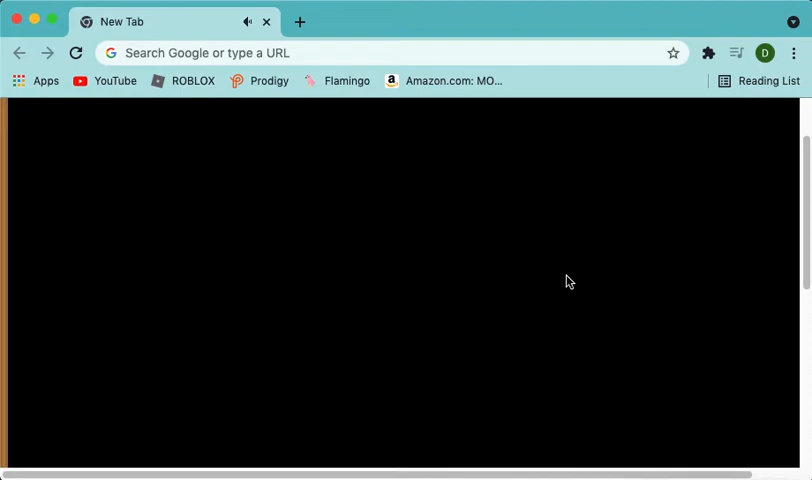 New Tab
Search Google or type a URL D
Apps YouTube ROBLOX Prodigy Flamingo Amazon.com: MO... Reading List